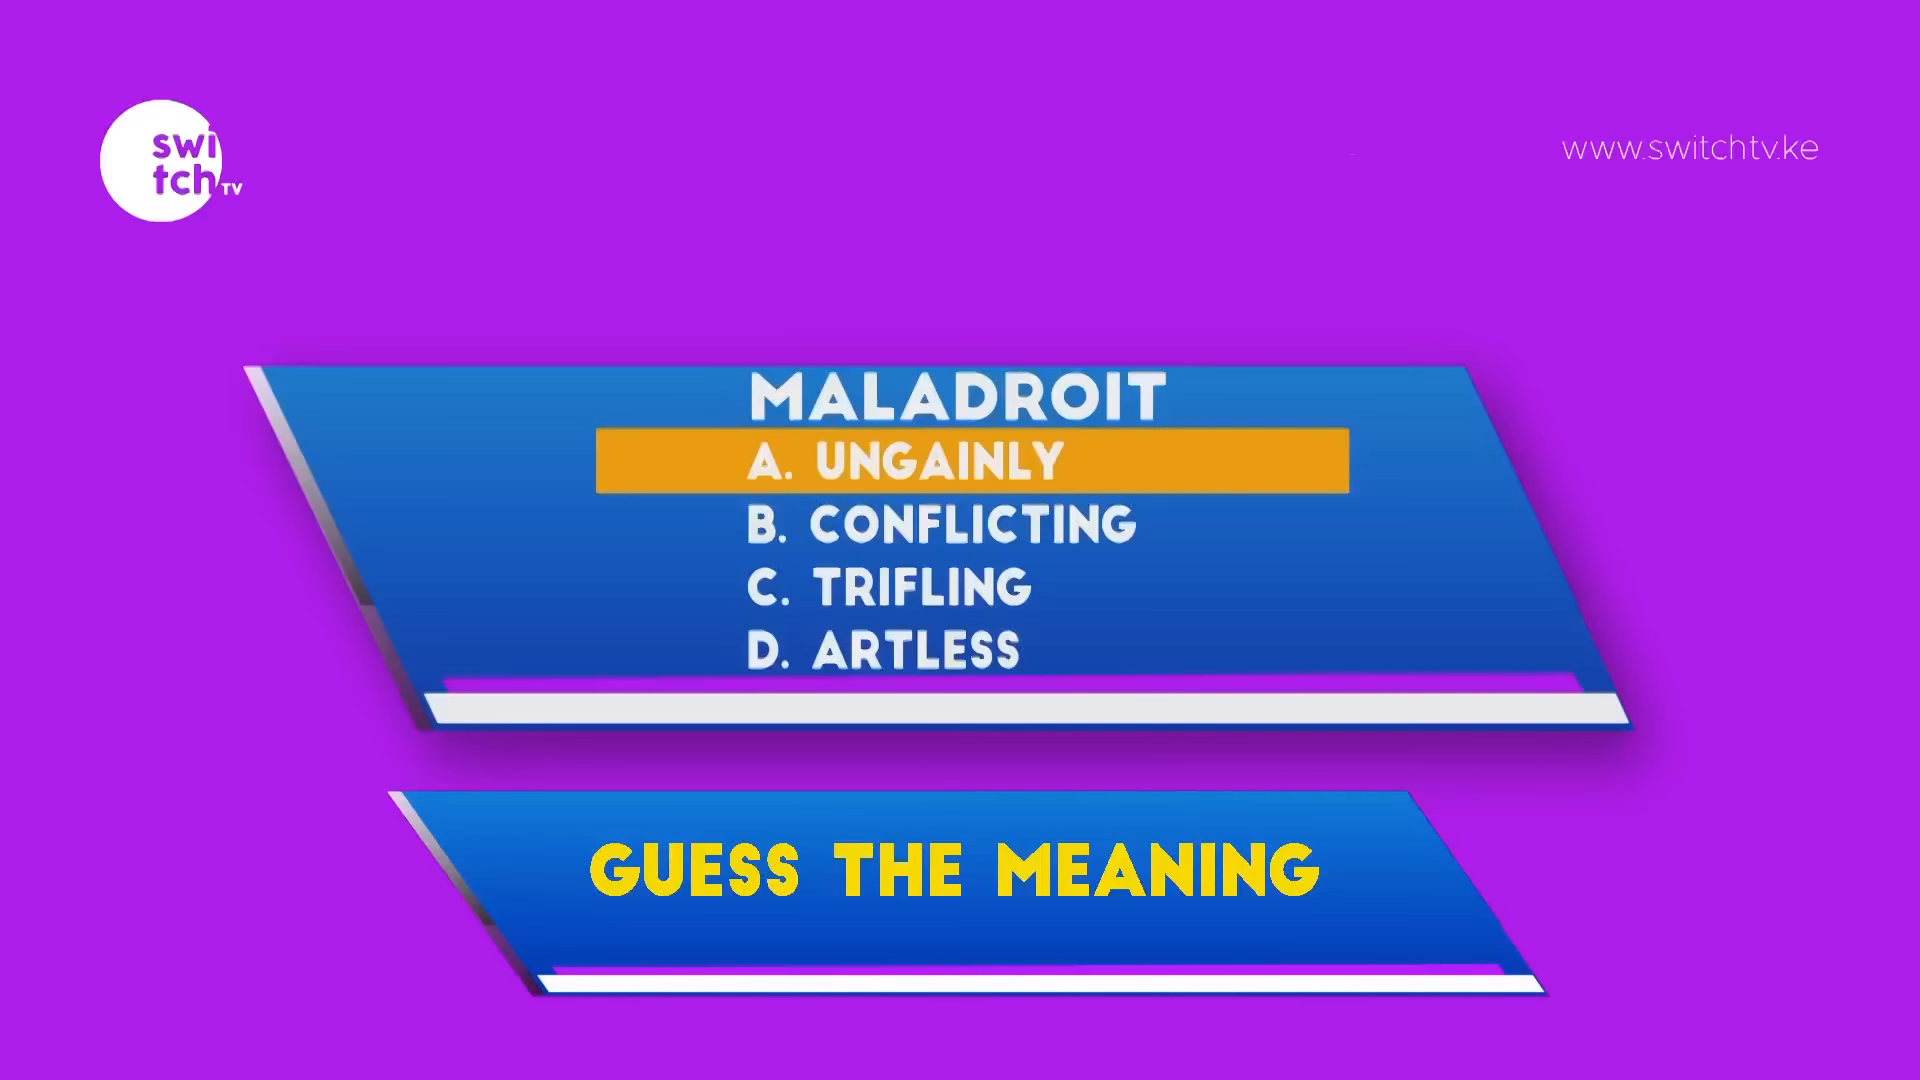 swi
tch TV
www.switchtv.ke
MALADROIT
A. UNGAINLY
B. CONFLICTING
C. TRIFLING
D. ARTLESS
GUESS THE MEANING